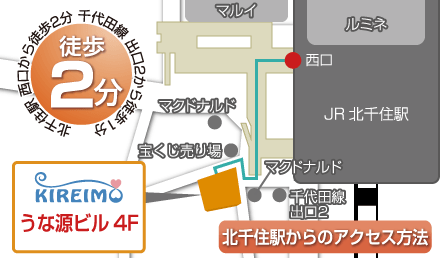 マルイ
ルミネ
北千住駅 西口から徒歩2分 千代田線 出口2から徒歩1分
徒歩
2分
西口
JR 北千住駅
マクドナルド
宝くじ売り場
マクドナルド
千代田線
出口2
KIREIMO
うな源ビル 4F
北千住駅からのアクセス方法